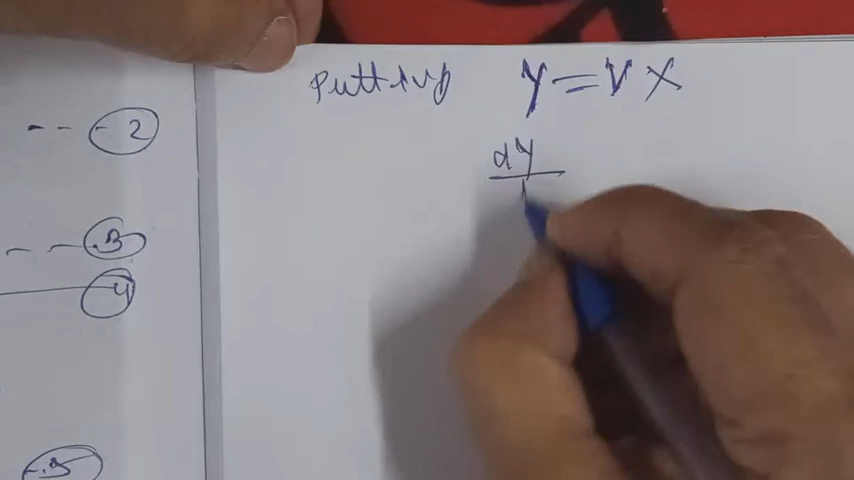 Putting Y = V X
dY
-- - 2
-- 3
4
-- 5